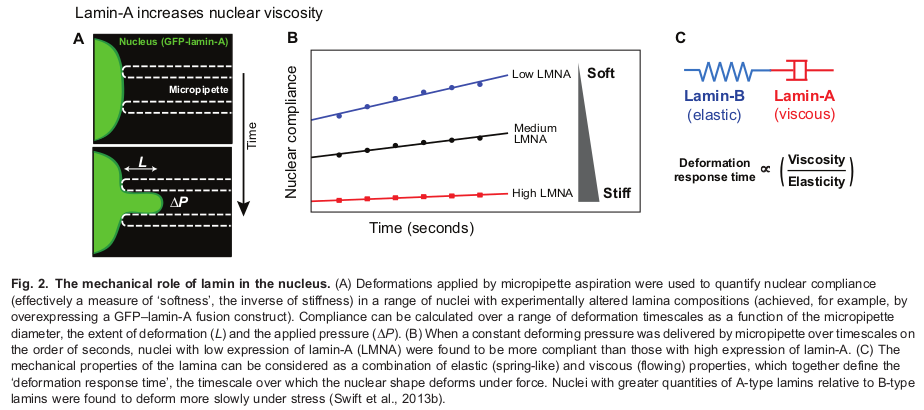 Lamin-A increases nuclear viscosity
A
Nucleus (GFP-lamin-A)
Micropipette
Time
L
ΔP
B
Nuclear compliance
Low LMNA
Medium
LMNA
High LMNA
Soft
Stiff
Time (seconds)
C
Lamin-B
(elastic)
Lamin-A
(viscous)
Deformation
response time ∝ (Viscosity
Elasticity)
Fig. 2. The mechanical role of lamin in the nucleus. (A) Deformations applied by micropipette aspiration were used to quantify nuclear compliance
(effectively a measure of ‘softness’, the inverse of stiffness) in a range of nuclei with experimentally altered lamina compositions (achieved, for example, by
overexpressing a GFP–lamin-A fusion construct). Compliance can be calculated over a range of deformation timescales as a function of the micropipette
diameter, the extent of deformation (L) and the applied pressure (ΔP). (B) When a constant deforming pressure was delivered by micropipette over timescales on
the order of seconds, nuclei with low expression of lamin-A (LMNA) were found to be more compliant than those with high expression of lamin-A. (C) The
mechanical properties of the lamina can be considered as a combination of elastic (spring-like) and viscous (flowing) properties, which together define the
‘deformation response time’, the timescale over which the nuclear shape deforms under force. Nuclei with greater quantities of A-type lamins relative to B-type
lamins were found to deform more slowly under stress (Swift et al., 2013b).